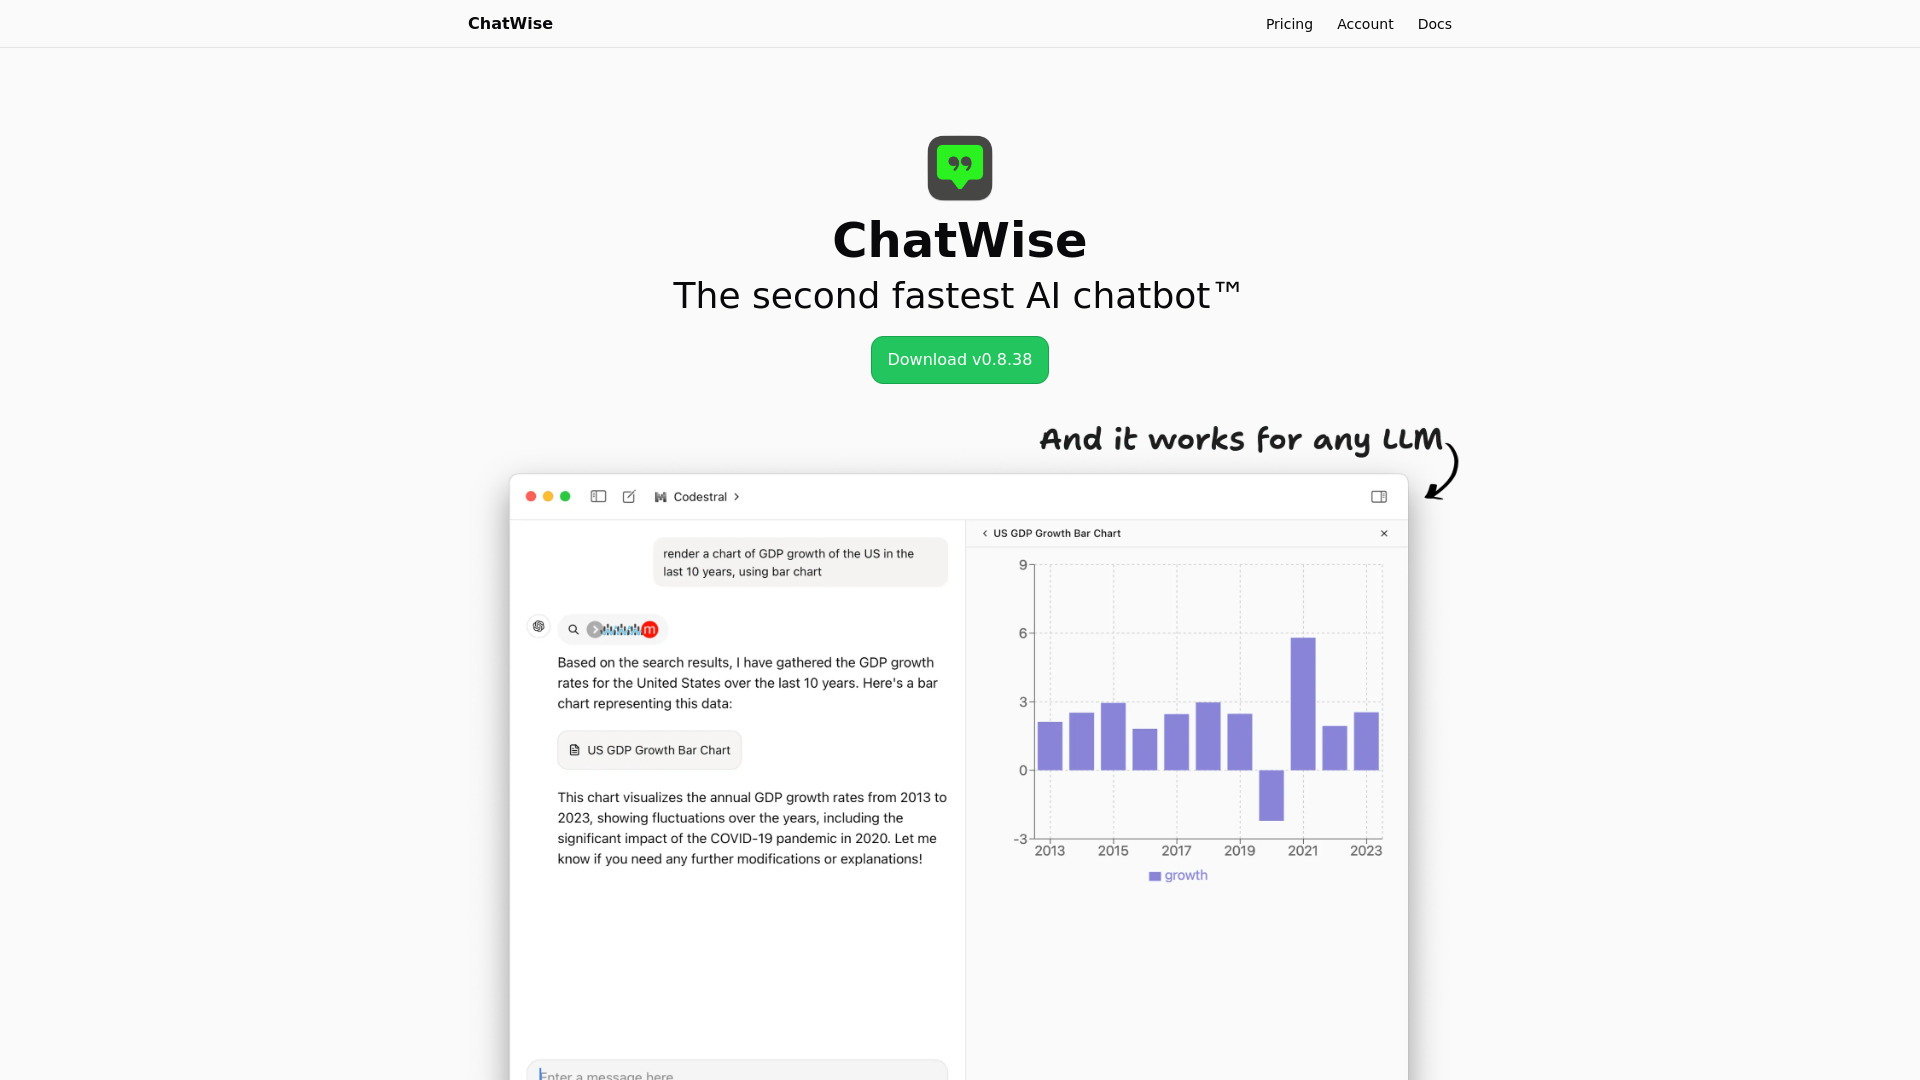 ChatWise
Pricing
Account
Docs
ChatWise
The second fastest AI chatbot™
Download v0.8.38
And it works for any LLM
Codestral
render a chart of GDP growth of the US in the
last 10 years, using bar chart
m
Based on the search results, I have gathered the GDP growth
rates for the United States over the last 10 years. Here's a bar
chart representing this data:
US GDP Growth Bar Chart
This chart visualizes the annual GDP growth rates from 2013 to
2023, showing fluctuations over the years, including the
significant impact of the COVID-19 pandemic in 2020. Let me
know if you need any further modifications or explanations!
Enter a message here
US GDP Growth Bar Chart
9
6
3
0
-3
2013 2015 2017 2019 2021 2023
growth